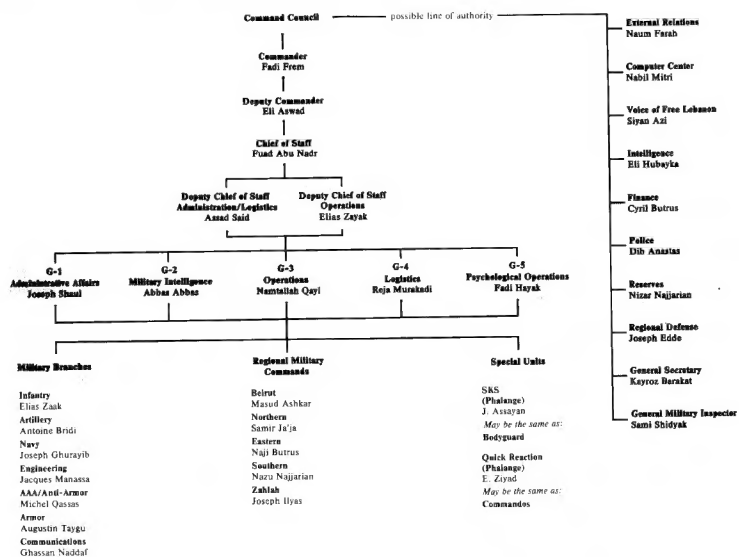 Command Council
possible line of authority
Commander
Fadi Frem
Deputy Commander
Eli Aswad
Chief of Staff
Fuad Abu Nadr
Deputy Chief of Staff
Administration/Logistics
Assad Said
Deputy Chief of Staff
Operations
Elias Zayak
G-1
Administrative Affairs
Joseph Shaul
G-2
Military Intelligence
Abbas Abbas
G-3
Operations
Namtallah Qayi
G-4
Logistics
Reja Murakadi
G-5
Psychological Operations
Fadi Hayak
Military Branches
Infantry
Elias Zaak
Artillery
Antoine Bridi
Navy
Joseph Ghurayib
Engineering
Jacques Manassa
AAA/Anti-Armor
Michel Qassas
Armor
Augustin Taygu
Communications
Ghassan Naddaf
Regional Military
Commands
Beirut
Masud Ashkar
Northern
Samir Ja'ja
Eastern
Naji Butrus
Southern
Nazu Najjarian
Zahlah
Joseph Ilyas
Special Units
SKS
(Phalange)
J. Assayan
May be the same as:
Bodyguard
Quick Reaction
(Phalange)
E. Ziyad
May be the same as:
Commandos
External Relations
Naum Farah
Computer Center
Nabil Mitri
Voice of Free Lebanon
Siyan Azi
Intelligence
Eli Hubayka
Finance
Cyril Butrus
Police
Dib Anastas
Reserves
Nizar Najjarian
Regional Defense
Joseph Edde
General Secretary
Kayroz Barakat
General Military Inspector
Sami Shidyak